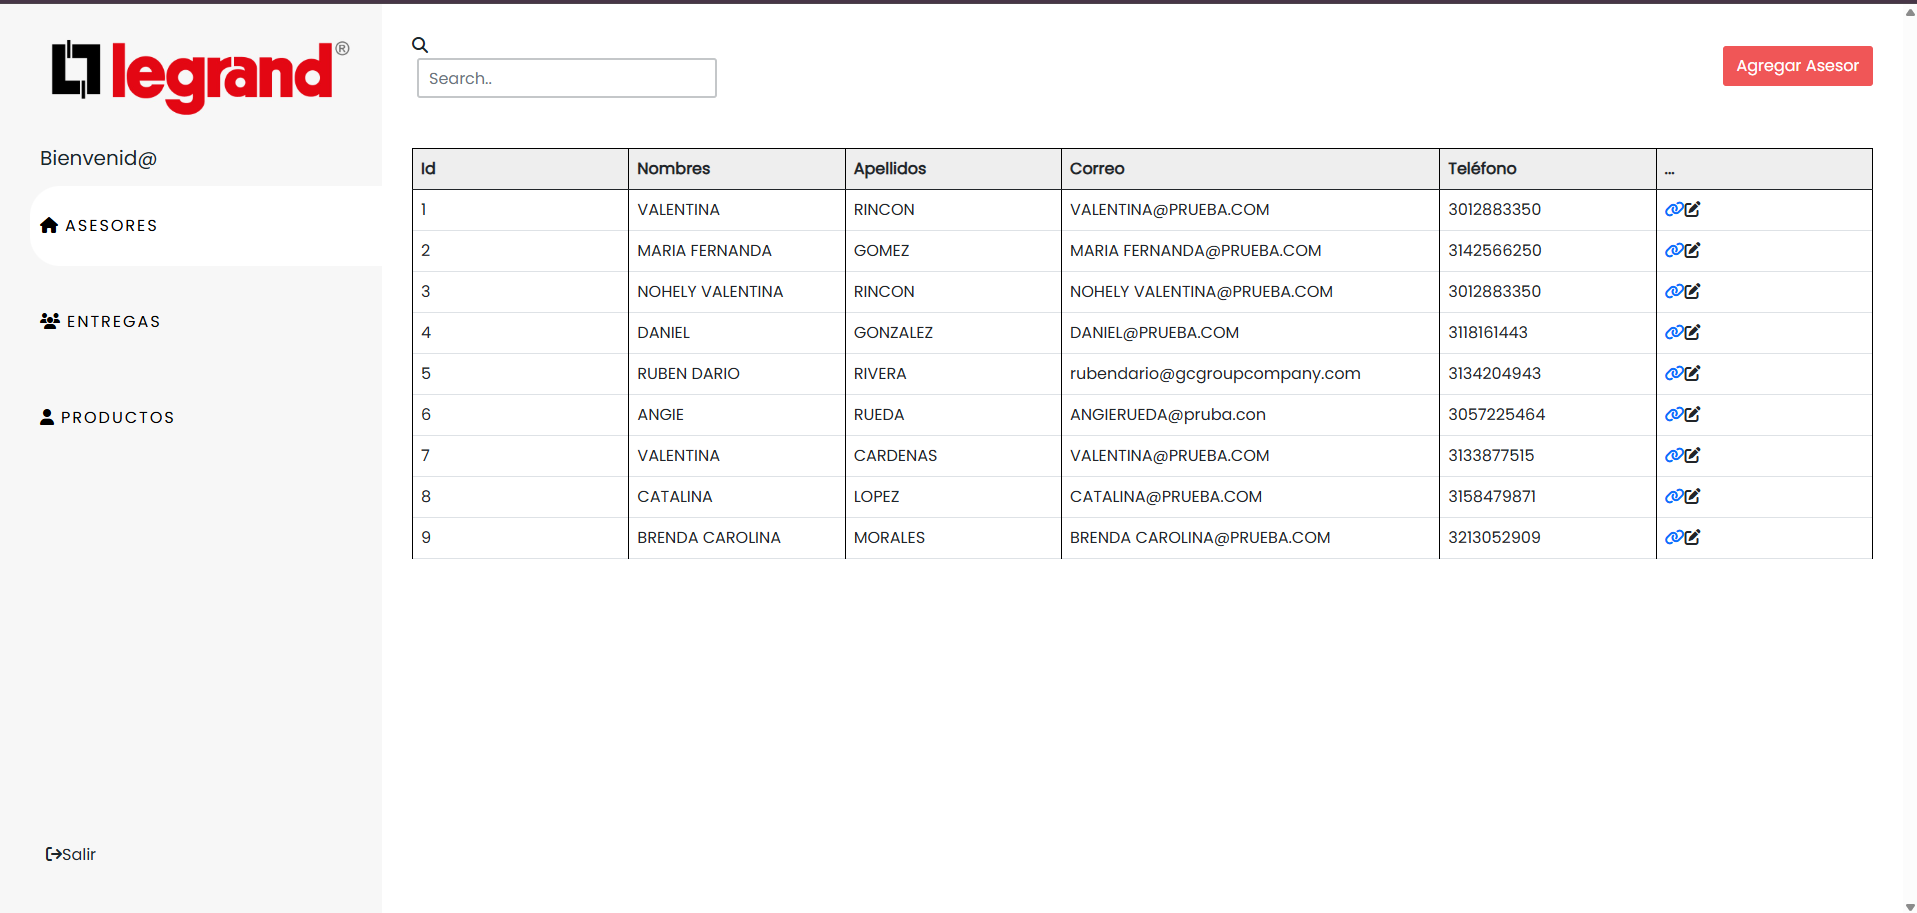 legrand®
Bienvenid@
ASESORES
ENTREGAS
PRODUCTOS
Salir
Search..
Agregar Asesor
Id Nombres Apellidos Correo Teléfono ...
1 VALENTINA RINCON VALENTINA@PRUEBA.COM 3012883350
2 MARIA FERNANDA GOMEZ MARIA FERNANDA@PRUEBA.COM 3142566250
3 NOHELY VALENTINA RINCON NOHELY VALENTINA@PRUEBA.COM 3012883350
4 DANIEL GONZALEZ DANIEL@PRUEBA.COM 3118161443
5 RUBEN DARIO RIVERA rubendario@gcgroupcompany.com 3134204943
6 ANGIE RUEDA ANGIERUEDA@pruba.con 3057225464
7 VALENTINA CARDENAS VALENTINA@PRUEBA.COM 3133877515
8 CATALINA LOPEZ CATALINA@PRUEBA.COM 3158479871
9 BRENDA CAROLINA MORALES BRENDA CAROLINA@PRUEBA.COM 3213052909